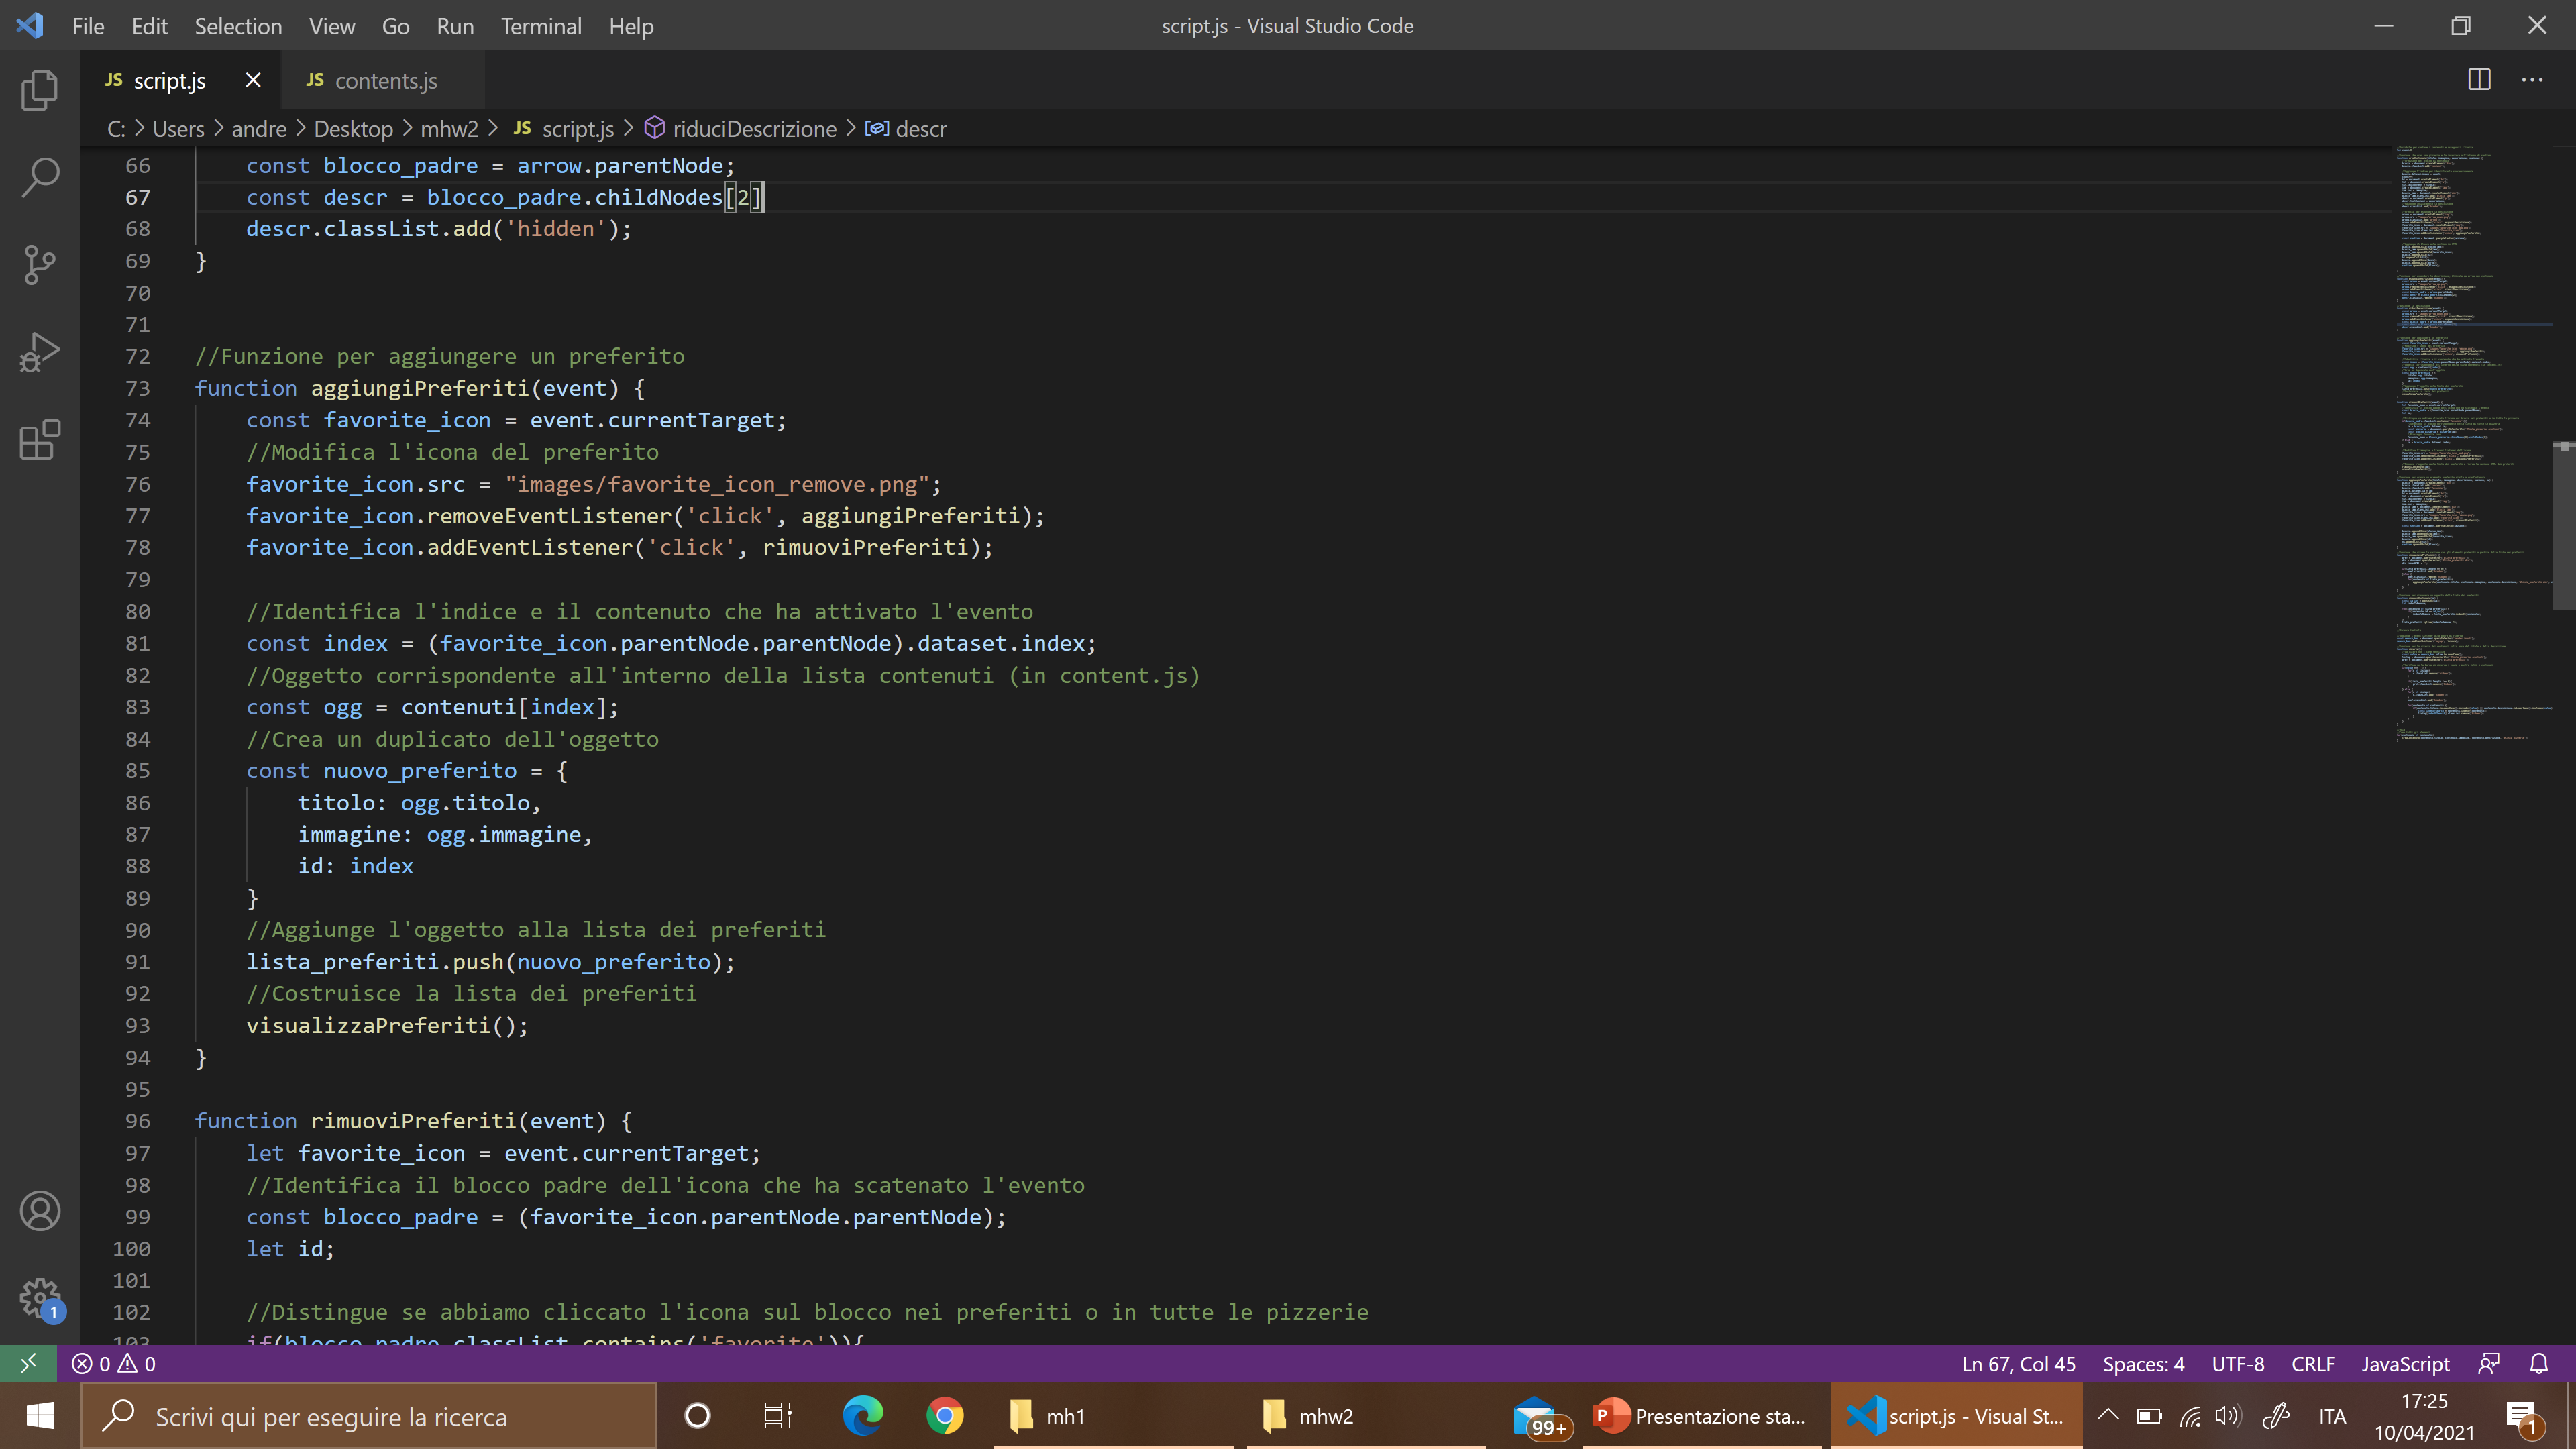 File Edit Selection View Go Run Terminal Help script.js - Visual Studio Code
JS script.js JS contents.js
C: > Users > andre > Desktop > mhw2 > JS script.js > riduciDescrizione > descr
66 const blocco_padre = arrow.parentNode;
67 const descr = blocco_padre.childNodes[2]
68 descr.classList.add('hidden');
69 }
70
71
72 //Funzione per aggiungere un preferito
73 function aggiungiPreferiti(event) {
74 const favorite_icon = event.currentTarget;
75 //Modifica l'icona del preferito
76 favorite_icon.src = "images/favorite_icon_remove.png";
77 favorite_icon.removeEventListener('click', aggiungiPreferiti);
78 favorite_icon.addEventListener('click', rimuoviPreferiti);
79
80 //Identifica l'indice e il contenuto che ha attivato l'evento
81 const index = (favorite_icon.parentNode.parentNode).dataset.index;
82 //Oggetto corrispondente all'interno della lista contenuti (in content.js)
83 const ogg = contenuti[index];
84 //Crea un duplicato dell'oggetto
85 const nuovo_preferito = {
86 titolo: ogg.titolo,
87 immagine: ogg.immagine,
88 id: index
89 }
90 //Aggiunge l'oggetto alla lista dei preferiti
91 lista_preferiti.push(nuovo_preferito);
92 //Costruisce la lista dei preferiti
93 visualizzaPreferiti();
94 }
95
96 function rimuoviPreferiti(event) {
97 let favorite_icon = event.currentTarget;
98 //Identifica il blocco padre dell'icona che ha scatenato l'evento
99 const blocco_padre = (favorite_icon.parentNode.parentNode);
100 let id;
101
102 //Distingue se abbiamo cliccato l'icona sul blocco nei preferiti o in tutte le pizzerie
103 if(blocco_padre.classList.contains('favorite')){
1
0 0 Ln 67, Col 45 Spaces: 4 UTF-8 CRLF JavaScript
Scrivi qui per eseguire la ricerca mh1 mhw2 99+ P Presentazione sta... script.js - Visual St... ITA 17:25 1
10/04/2021